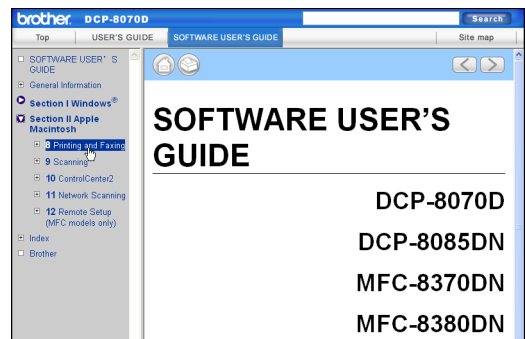 brother. DCP-8070D
Search
Top USER'S GUIDE SOFTWARE USER'S GUIDE Site map
SOFTWARE USER' S
GUIDE
General Information
Section I Windows®
Section II Apple
Macintosh
8 Printing and Faxing
9 Scanning
10 ControlCenter2
11 Network Scanning
12 Remote Setup
(MFC models only)
Index
Brother
SOFTWARE USER'S
GUIDE
DCP-8070D
DCP-8085DN
MFC-8370DN
MFC-8380DN